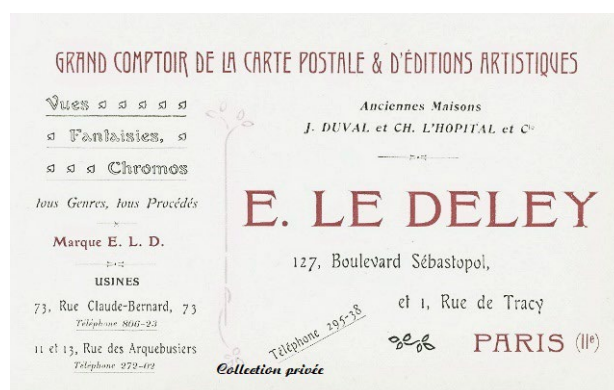 GRAND COMPTOIR DE LA CARTE POSTALE & D'ÉDITIONS ARTISTIQUES
Vues
Fantaisies,
Chromos
tous Genres, tous Procédés
Marque E. L. D.
USINES
73, Rue Claude-Bernard, 73
Téléphone 806-23
11 et 13, Rue des Arquebusiers
Téléphone 272-02
Anciennes Maisons
J. DUVAL et CH. L'HOPITAL et Cie
E. LE DELEY
127, Boulevard Sébastopol,
et 1, Rue de Tracy
Téléphone 295-38
PARIS (IIe)
Collection privée